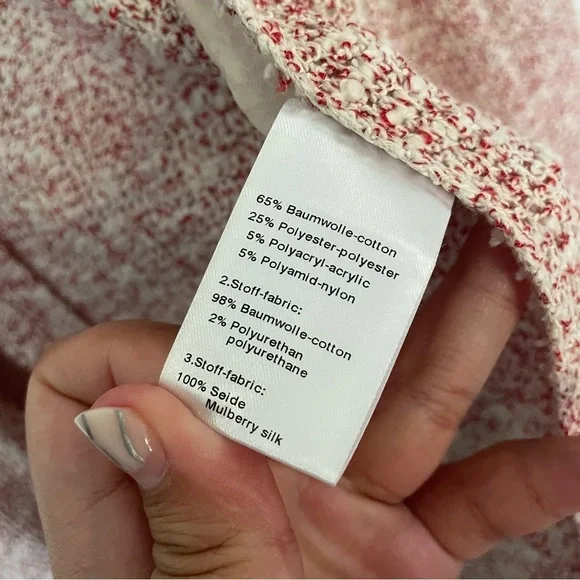 65% Baumwolle-cotton
25% Polyester-polyester
5% Polyacryl-acrylic
5% Polyamid-nylon
2.Stoff-fabric:
98% Baumwolle-cotton
2% Polyurethan
polyurethane
3.Stoff-fabric:
100% Seide
Mulberry silk